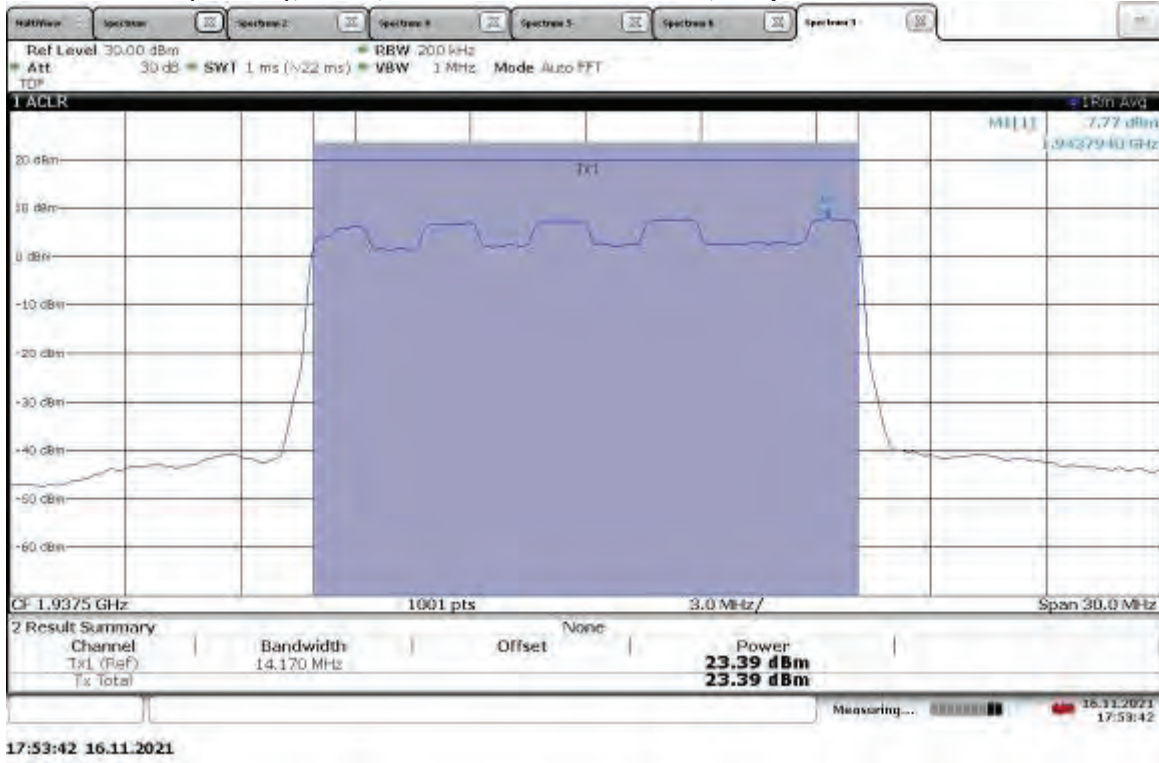 MultiView Spectrum Spectrum 2 Spectrum 4 Spectrum 5 Spectrum 6
Ref Level 30.00 dBm RBW 200 kHz
Att 30 dB SWT 1 ms (~22 ms) VBW 1 MHz Mode Auto FFT
TDF
1 ACLR 1Rm Avg
M1[1] 7.77 dBm
1.9437940 GHz
20 dBm
Tx1
10 dBm
0 dBm
-10 dBm
-20 dBm
-30 dBm
-40 dBm
-50 dBm
-60 dBm
CF 1.9375 GHz 1001 pts 3.0 MHz/ Span 30.0 MHz
2 Result Summary None
Channel Bandwidth Offset Power
Tx1 (Ref) 14.170 MHz 23.39 dBm
Tx Total 23.39 dBm
Measuring... 16.11.2021
17:53:42
17:53:42 16.11.2021